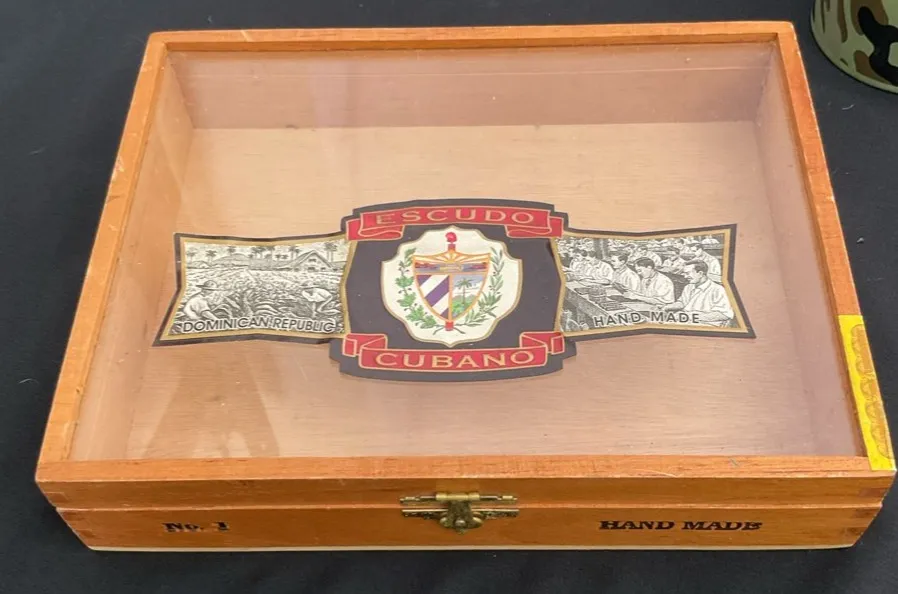 ESCUDO
DOMINICAN REPUBLIC
HAND MADE
CUBANO
No. 1
HAND MADE